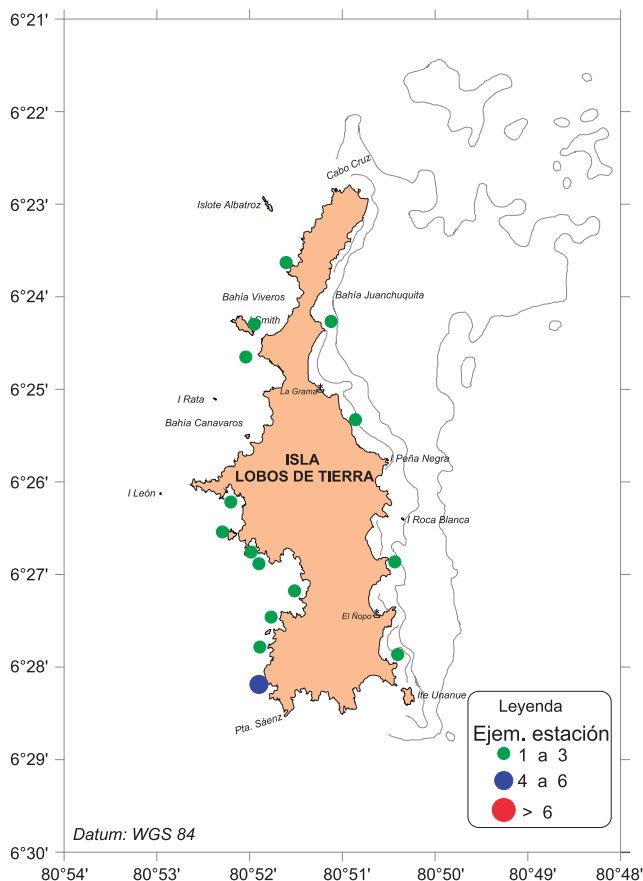 6°21'
6°22'
Cabo Cruz
6°23'
Islote Albatroz
6°24'
Bahía Viveros
Bahía Juanchuquita
I Smith
6°25'
La Grama
I Rata
Bahía Canavaros
ISLA
LOBOS DE TIERRA
I Peña Negra
6°26'
I León
I Roca Blanca
6°27'
El Ñopo
6°28'
Ite Unanue
Pta. Sáenz
Leyenda
Ejem. estación
1 a 3
4 a 6
> 6
6°29'
Datum: WGS 84
6°30'
80°54' 80°53' 80°52' 80°51' 80°50' 80°49' 80°48'